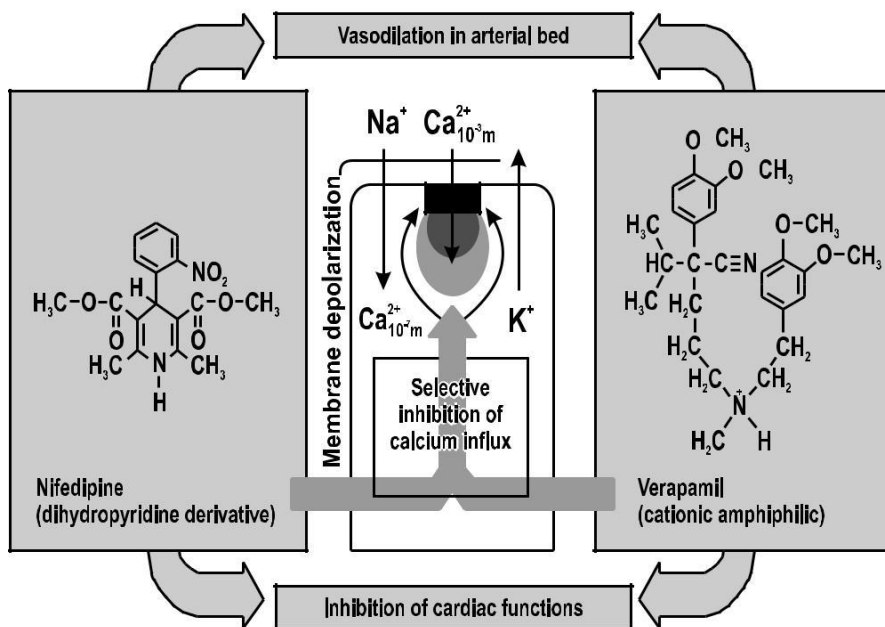 Vasodilation in arterial bed
Na⁺ Ca²⁺
10⁻³m
Membrane depolarization
Ca²⁺
10⁻⁷m
K⁺
Selective
inhibition of
calcium influx
NO₂
H
H₃C O C C O CH₃
O O
H₃C CH₃
N
H
Nifedipine
(dihydropyridine derivative)
O CH₃
O CH₃
H₃C
HC C C≡N
H₃C
O CH₃
O CH₃
H₂C
CH₂
H₂C
CH₂ CH₂
CH₂
N⁺
H₃C H
Verapamil
(cationic amphiphilic)
Inhibition of cardiac functions